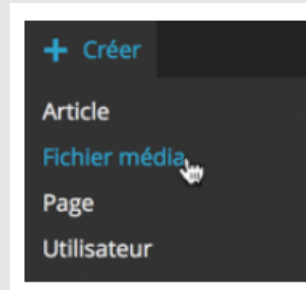 + Créer
Article
Fichier média
Page
Utilisateur